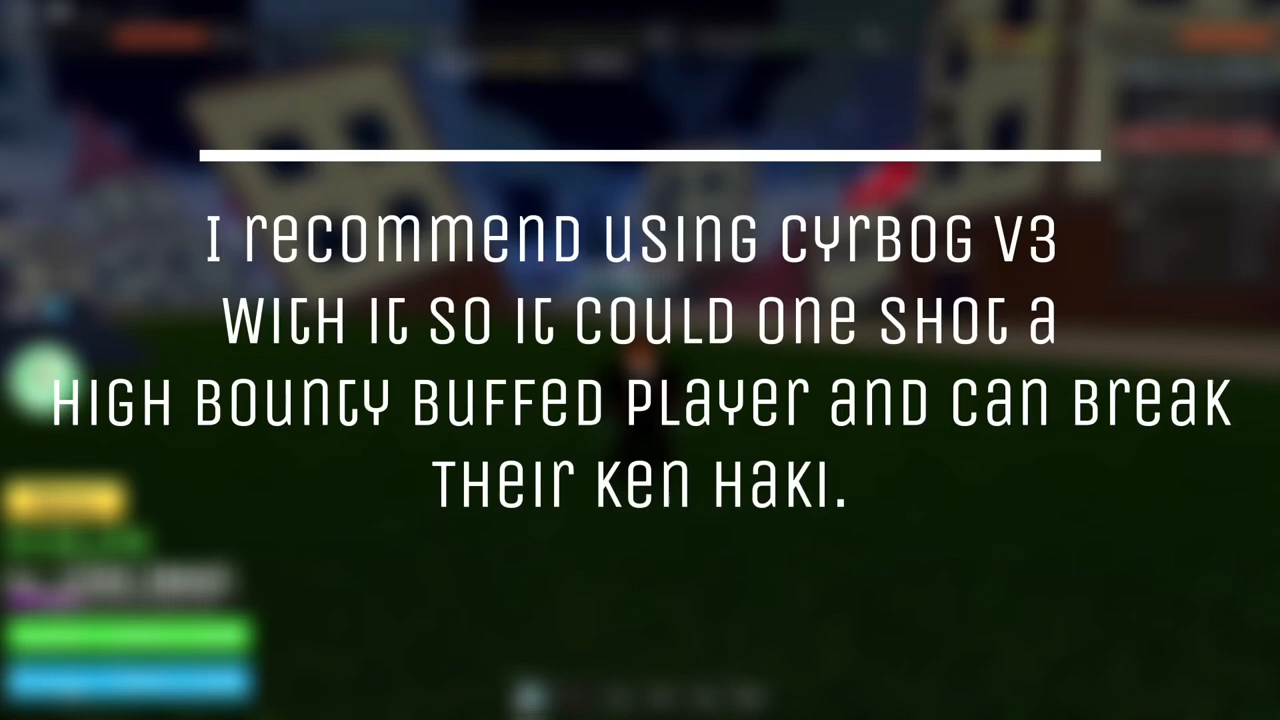 I recommend using Cyrbog V3
with it so it could one shot a
high bounty buffed player and can break
their Ken Haki.